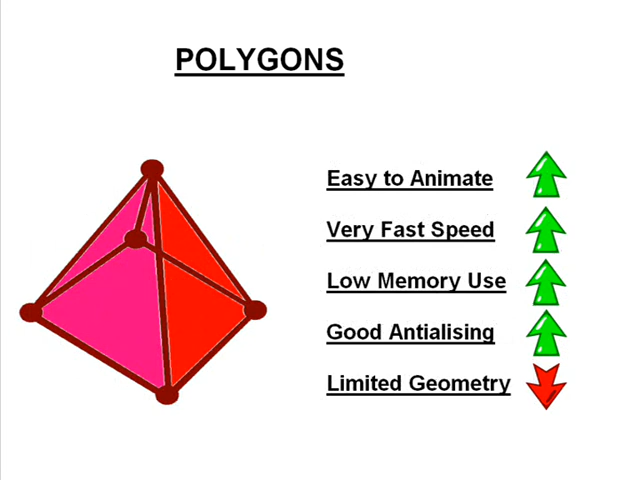 POLYGONS
Easy to Animate
Very Fast Speed
Low Memory Use
Good Antialising
Limited Geometry